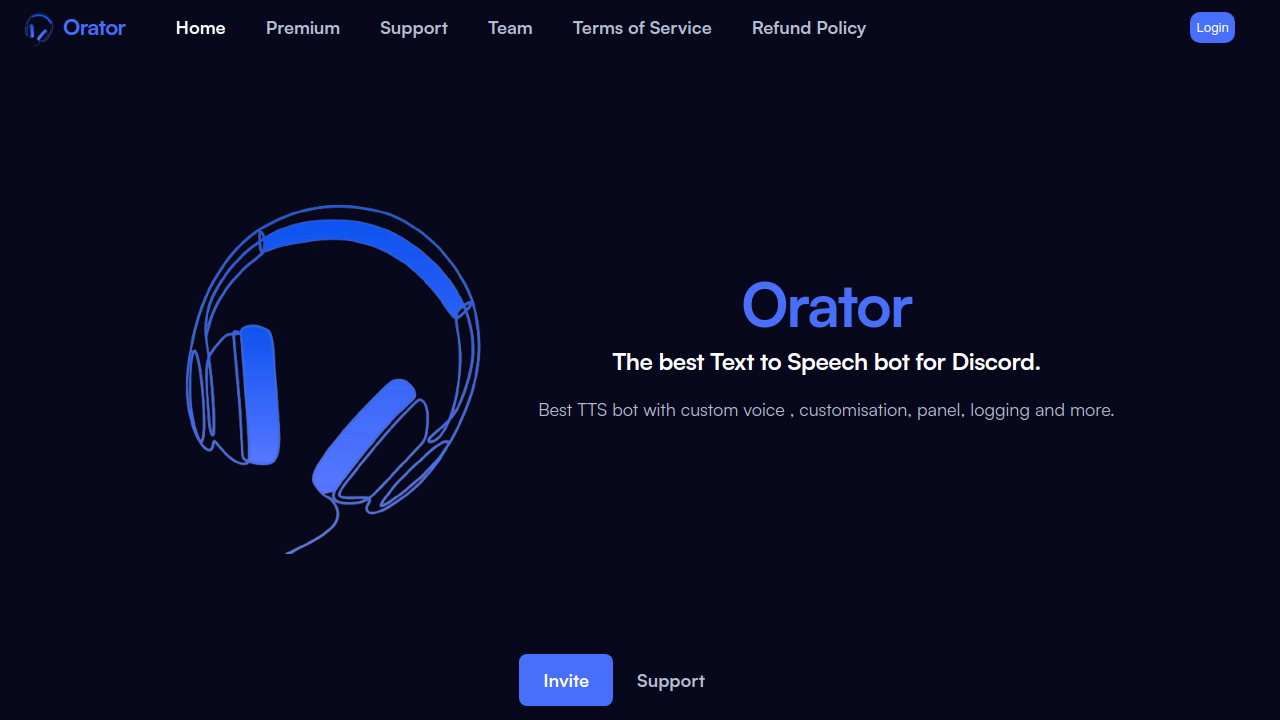 Orator
Home
Premium
Support
Team
Terms of Service
Refund Policy
Login
Orator
The best Text to Speech bot for Discord.
Best TTS bot with custom voice , customisation, panel, logging and more.
Invite
Support